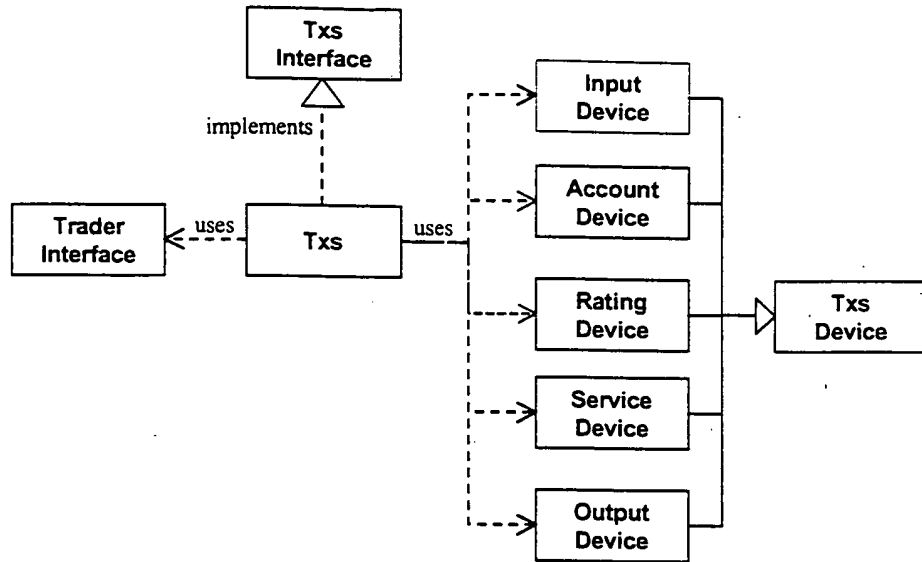 Txs
Interface
implements
Input
Device
Account
Device
Trader
Interface
uses
Txs
uses
Rating
Device
Txs
Device
Service
Device
Output
Device